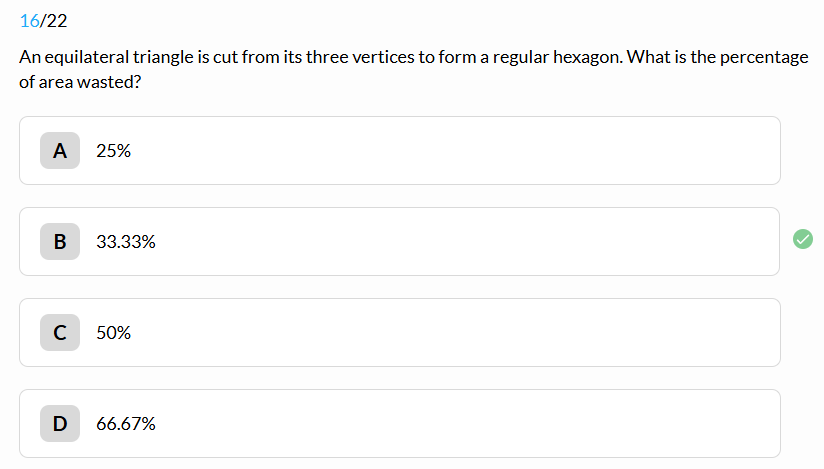 16/22
An equilateral triangle is cut from its three vertices to form a regular hexagon. What is the percentage
of area wasted?
A 25%
B 33.33%
C 50%
D 66.67%